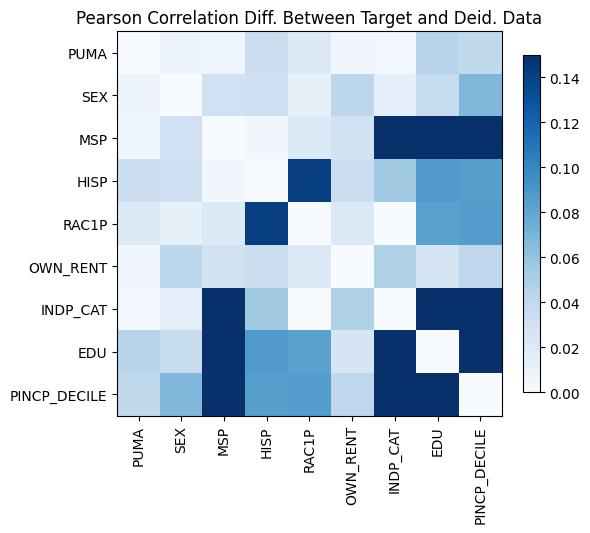 Pearson Correlation Diff. Between Target and Deid. Data
PUMA
SEX
MSP
HISP
RAC1P
OWN_RENT
INDP_CAT
EDU
PINCP_DECILE
PUMA
SEX
MSP
HISP
RAC1P
OWN_RENT
INDP_CAT
EDU
PINCP_DECILE
0.14
0.12
0.10
0.08
0.06
0.04
0.02
0.00